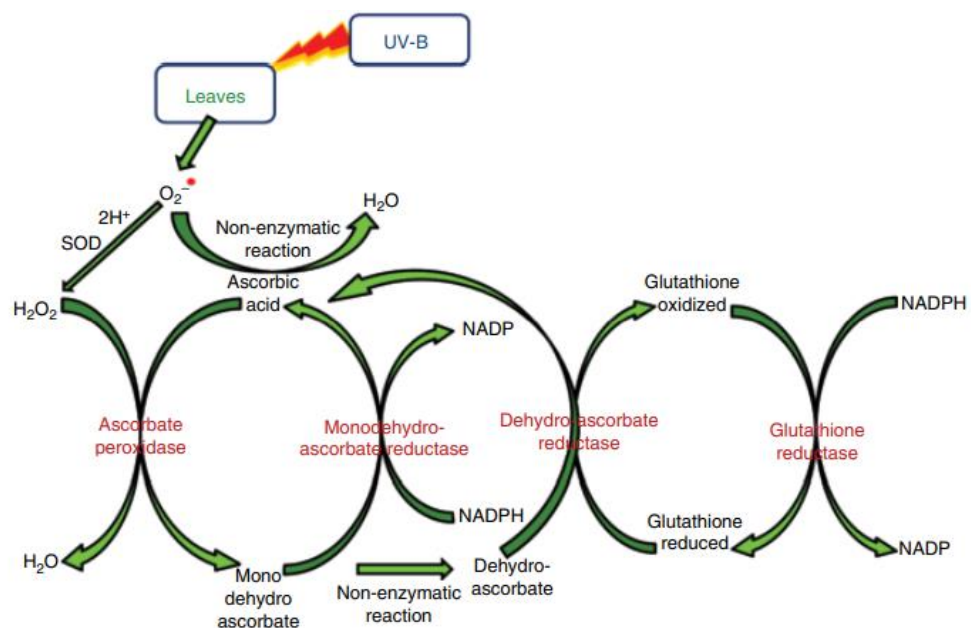 UV-B
Leaves
O₂⁻•
2H⁺
SOD
H₂O
Non-enzymatic
reaction
H₂O₂
Ascorbic
acid
Glutathione
oxidized
NADPH
NADP
Ascorbate
peroxidase
Monodehydro-
ascorbate reductase
Dehydro-ascorbate
reductase
Glutathione
reductase
NADPH
Glutathione
reduced
H₂O
Mono
dehydro
ascorbate
Non-enzymatic
reaction
Dehydro-
ascorbate
NADP